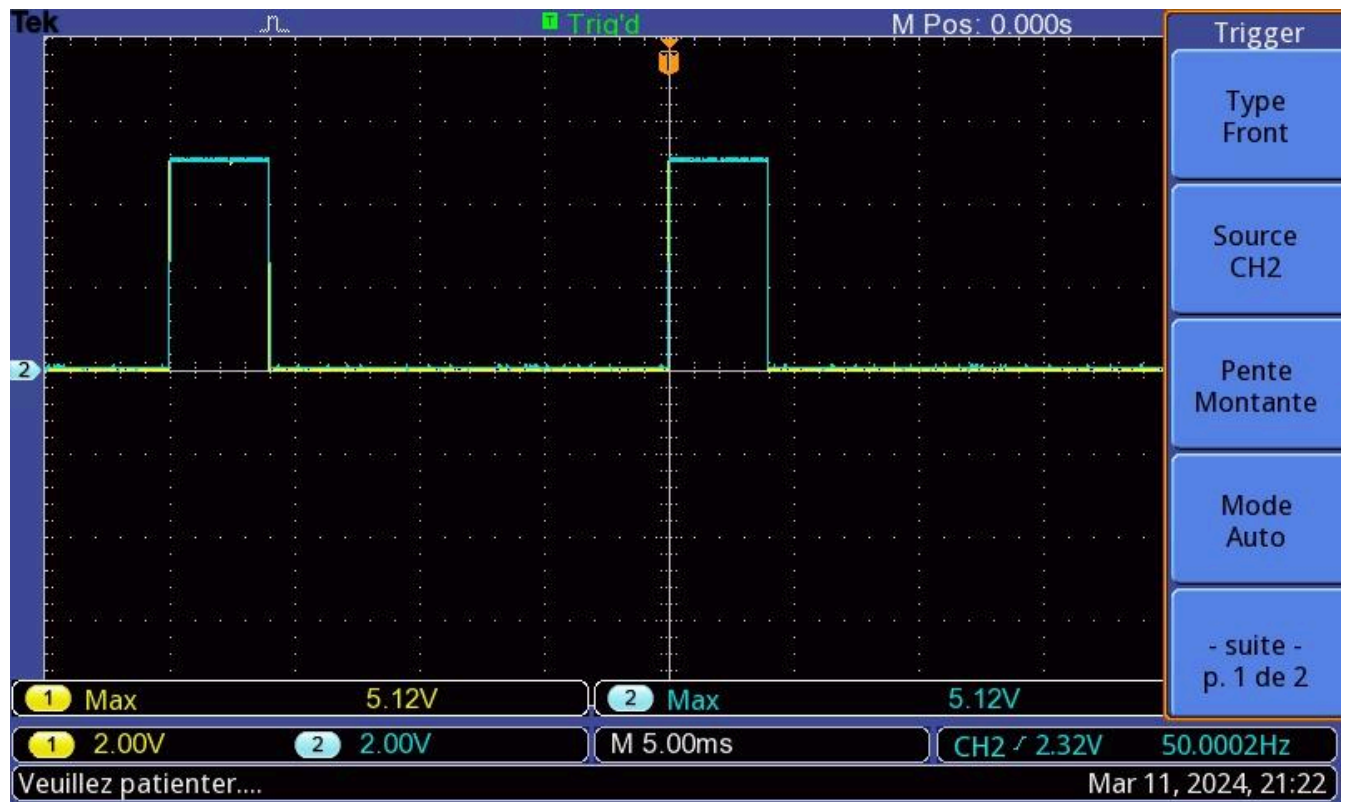 Tek T Trig'd M Pos: 0.000s
T
2
Trigger
Type
Front
Source
CH2
Pente
Montante
Mode
Auto
- suite -
p. 1 de 2
1 Max 5.12V 2 Max 5.12V
1 2.00V 2 2.00V M 5.00ms CH2 2.32V 50.0002Hz
Veuillez patienter.... Mar 11, 2024, 21:22